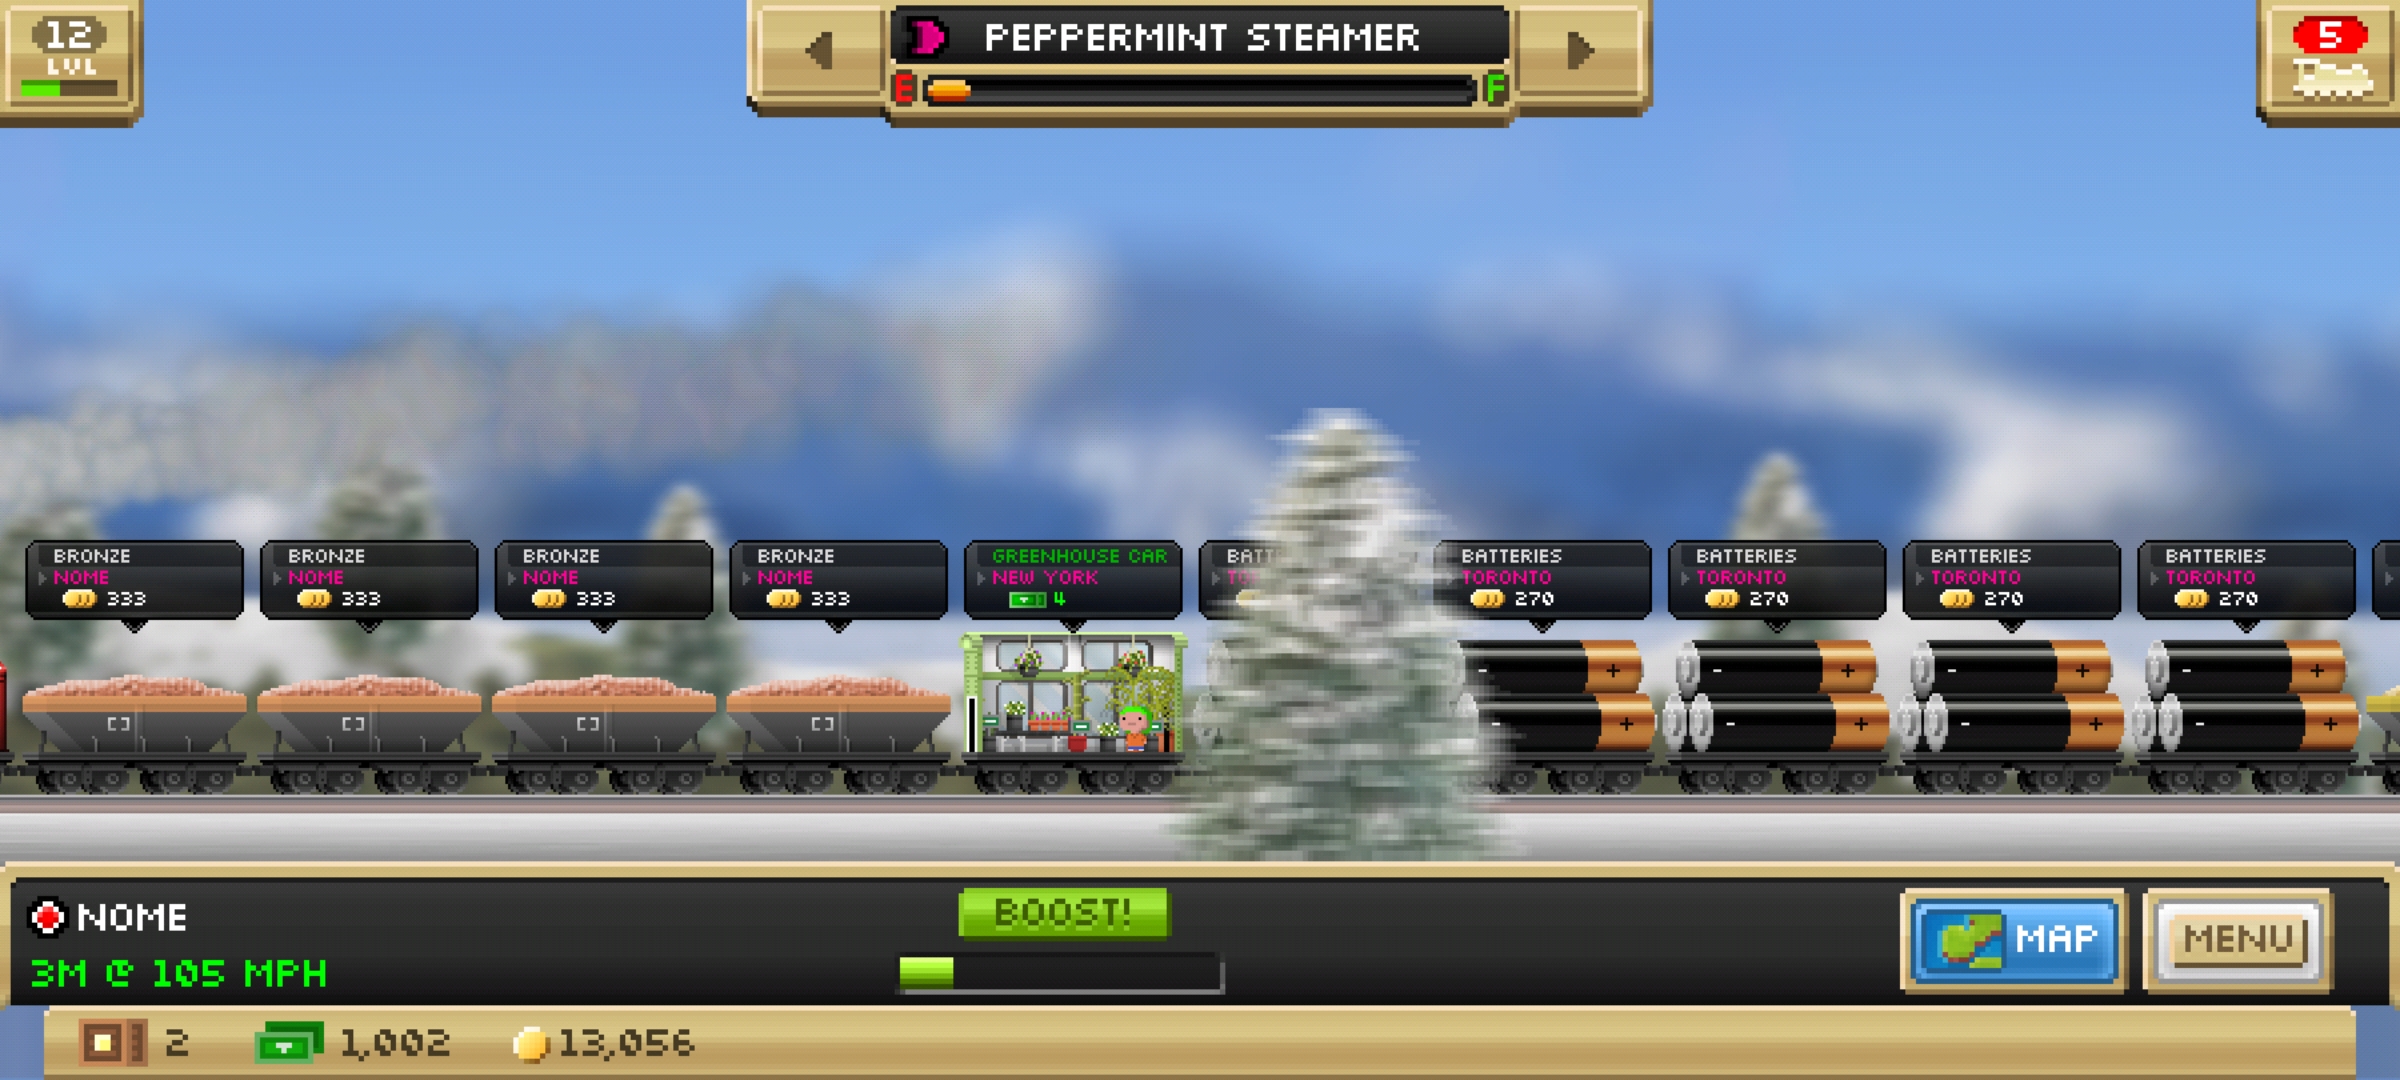 12
LVL
PEPPERMINT STEAMER
E
F
5
BRONZE
NOME
333
BRONZE
NOME
333
BRONZE
NOME
333
BRONZE
NOME
333
GREENHOUSE CAR
NEW YORK
4
BATTERIES
TORONTO
270
BATTERIES
TORONTO
270
BATTERIES
TORONTO
270
BATTERIES
TORONTO
270
- +
- +
- +
- +
- +
- +
- +
- +
NOME
3M @ 105 MPH
BOOST!
MAP
MENU
2
1,002
13,056